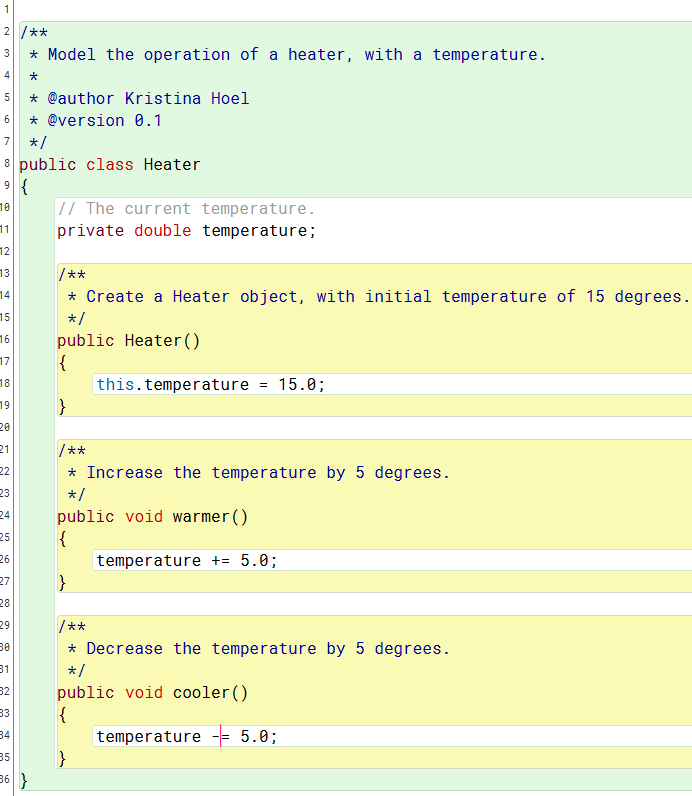 1
2 /**
3  * Model the operation of a heater, with a temperature.
4  *
5  * @author Kristina Hoel
6  * @version 0.1
7  */
8 public class Heater
9 {
10     // The current temperature.
11     private double temperature;
12
13     /**
14      * Create a Heater object, with initial temperature of 15 degrees.
15      */
16     public Heater()
17     {
18         this.temperature = 15.0;
19     }
20
21     /**
22      * Increase the temperature by 5 degrees.
23      */
24     public void warmer()
25     {
26         temperature += 5.0;
27     }
28
29     /**
30      * Decrease the temperature by 5 degrees.
31      */
32     public void cooler()
33     {
34         temperature -= 5.0;
35     }
36 }